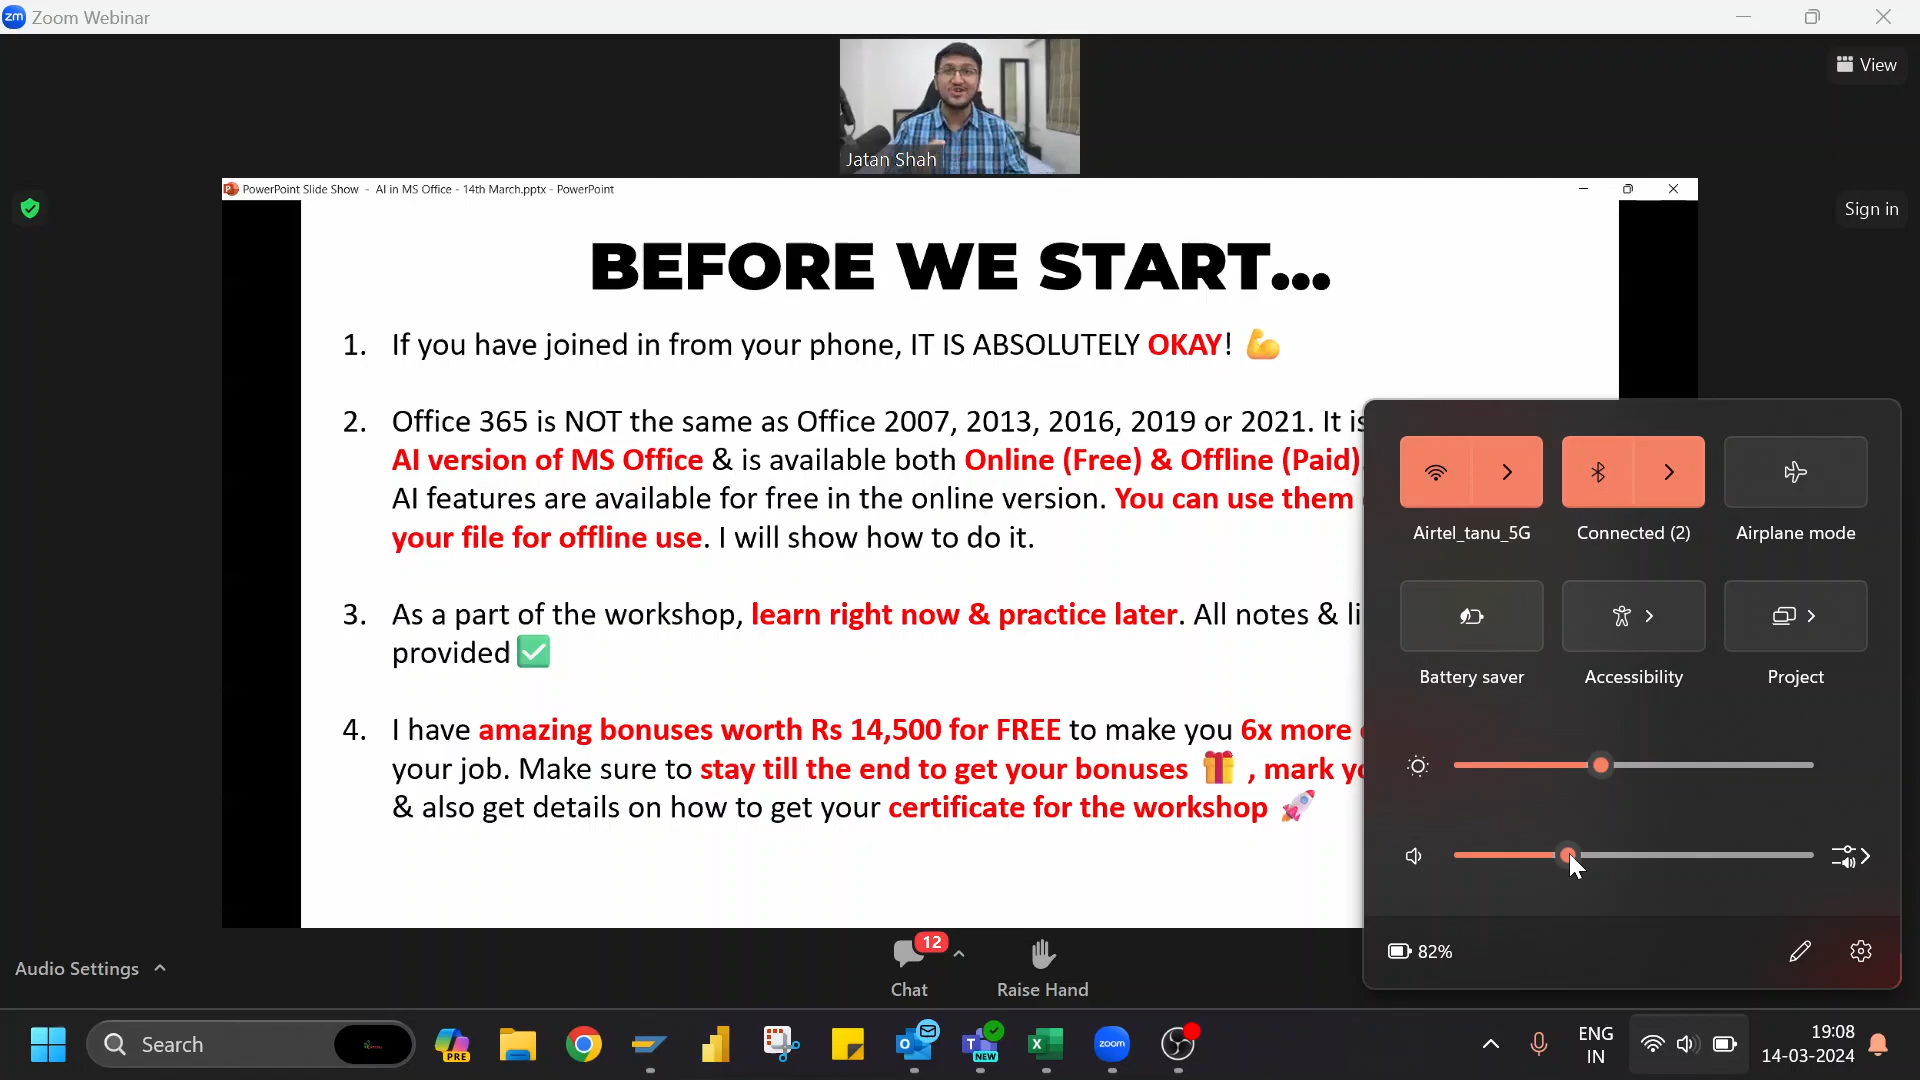 zm Zoom Webinar
View
Jatan Shah
PowerPoint Slide Show - AI in MS Office - 14th March.pptx - PowerPoint
Sign in
BEFORE WE START...
1. If you have joined in from your phone, IT IS ABSOLUTELY OKAY! 💪
2. Office 365 is NOT the same as Office 2007, 2013, 2016, 2019 or 2021. It is
AI version of MS Office & is available both Online (Free) & Offline (Paid).
AI features are available for free in the online version. You can use them
your file for offline use. I will show how to do it.
3. As a part of the workshop, learn right now & practice later. All notes & li
provided ✅
4. I have amazing bonuses worth Rs 14,500 for FREE to make you 6x more
your job. Make sure to stay till the end to get your bonuses 🎁 , mark yo
& also get details on how to get your certificate for the workshop 🚀
Airtel_tanu_5G
Connected (2)
Airplane mode
Battery saver
Accessibility
Project
82%
Audio Settings
12
Chat
Raise Hand
Search
PRE
NEW
zoom
ENG
IN
19:08
14-03-2024